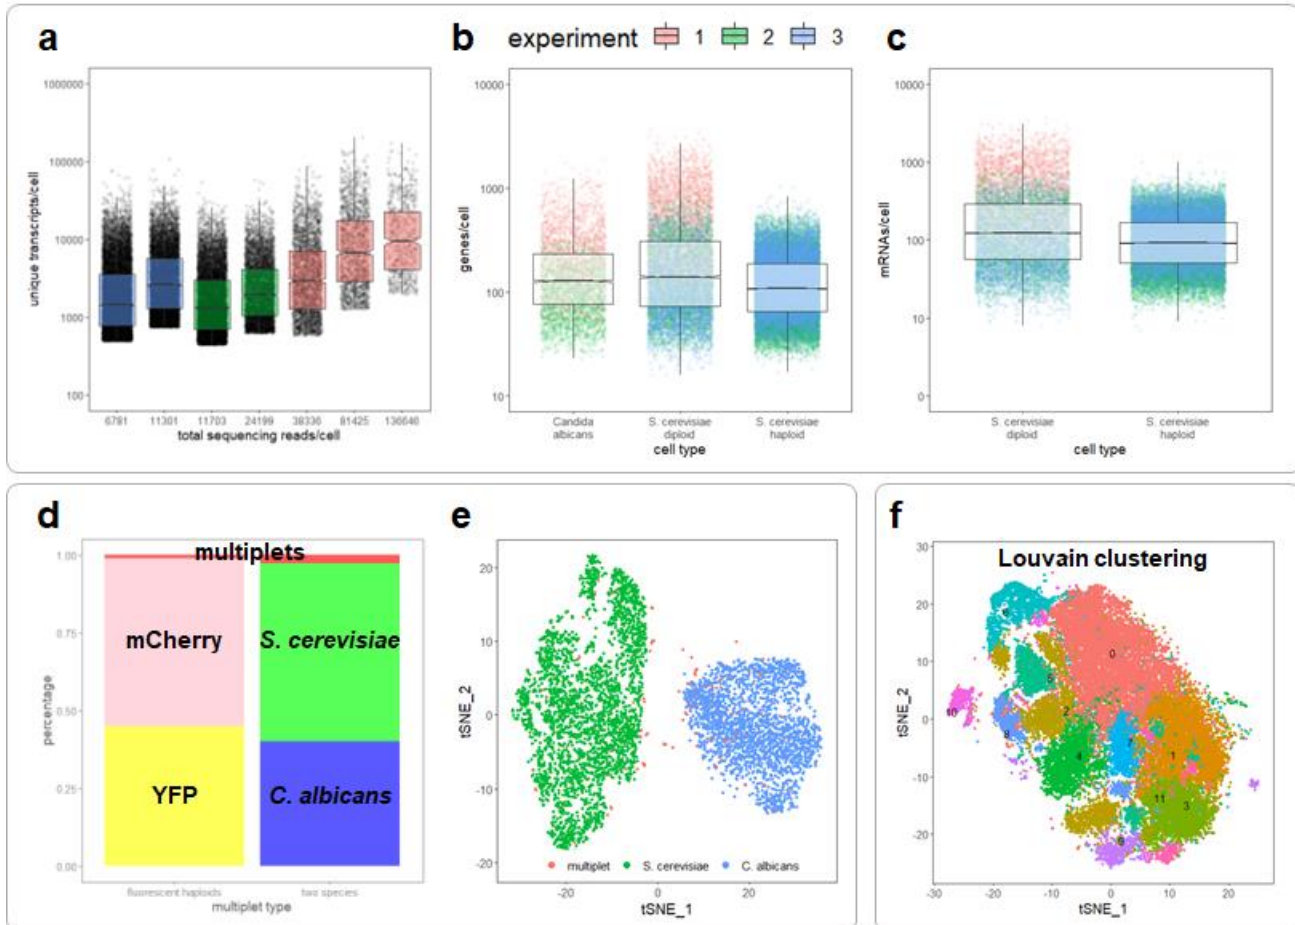 a
1000000
100000
10000
1000
100
unique transcripts/cell
6781 11301 11703 24199 38336 81425 130640
total sequencing reads/cell
b
experiment 1 2 3
10000
1000
100
10
genes/cell
Candida albicans
S. cerevisiae diploid
S. cerevisiae haploid
cell type
c
10000
1000
100
10
0
mRNAs/cell
S. cerevisiae diploid
S. cerevisiae haploid
cell type
d
multiplets
1.00
0.75
0.50
0.25
0.00
percentage
mCherry
S. cerevisiae
YFP
C. albicans
fluorescent haploids two species
multiplet type
e
20
10
0
-10
-20
tSNE_2
multiplet S. cerevisiae C. albicans
-20 0 20
tSNE_1
f
Louvain clustering
30
20
10
0
-10
-20
-30
tSNE_2
6
0
5
10
2
8
7
4
1
11
3
9
-30 -20 -10 0 10 20
tSNE_1